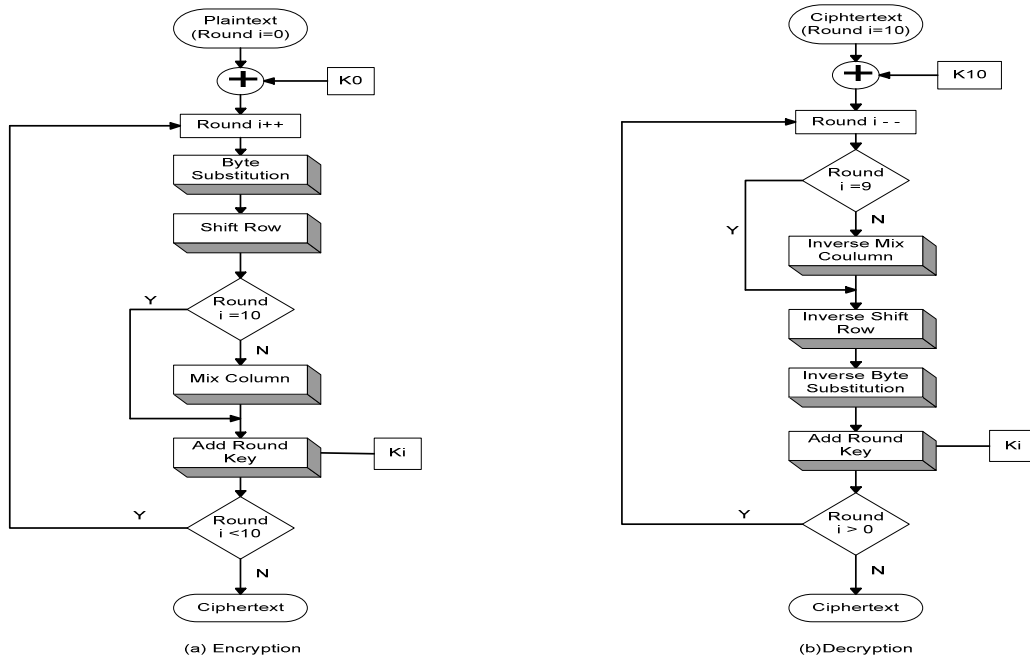 Plaintext
(Round i=0)
+
K0
Round i++
Byte
Substitution
Shift Row
Round
i =10
Y
N
Mix Column
Add Round
Key
Ki
Round
i <10
Y
N
Ciphertext
(a) Encryption
Ciphtertext
(Round i=10)
+
K10
Round i - -
Round
i =9
Y
N
Inverse Mix
Coulumn
Inverse Shift
Row
Inverse Byte
Substitution
Add Round
Key
Ki
Round
i > 0
Y
N
Ciphertext
(b)Decryption